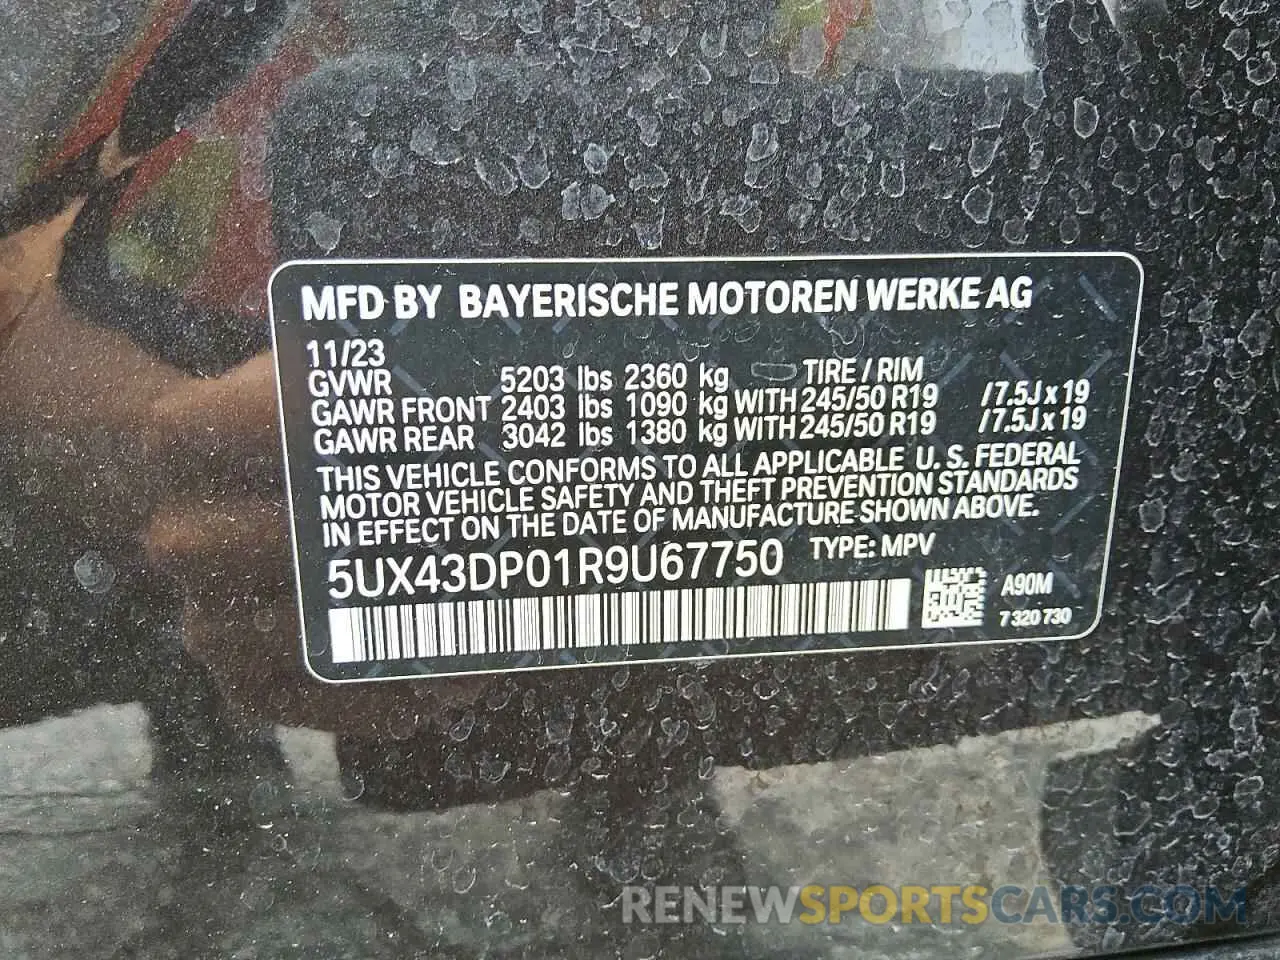 MFD BY BAYERISCHE MOTOREN WERKE AG
11/23
GVWR 5203 lbs 2360 kg TIRE / RIM
GAWR FRONT 2403 lbs 1090 kg WITH 245/50 R19 /7.5J x 19
GAWR REAR 3042 lbs 1380 kg WITH 245/50 R19 /7.5J x 19
THIS VEHICLE CONFORMS TO ALL APPLICABLE U. S. FEDERAL
MOTOR VEHICLE SAFETY AND THEFT PREVENTION STANDARDS
IN EFFECT ON THE DATE OF MANUFACTURE SHOWN ABOVE.
5UX43DP01R9U67750 TYPE: MPV
A90M
7 320 730
RENEWSPORTSCARS.COM